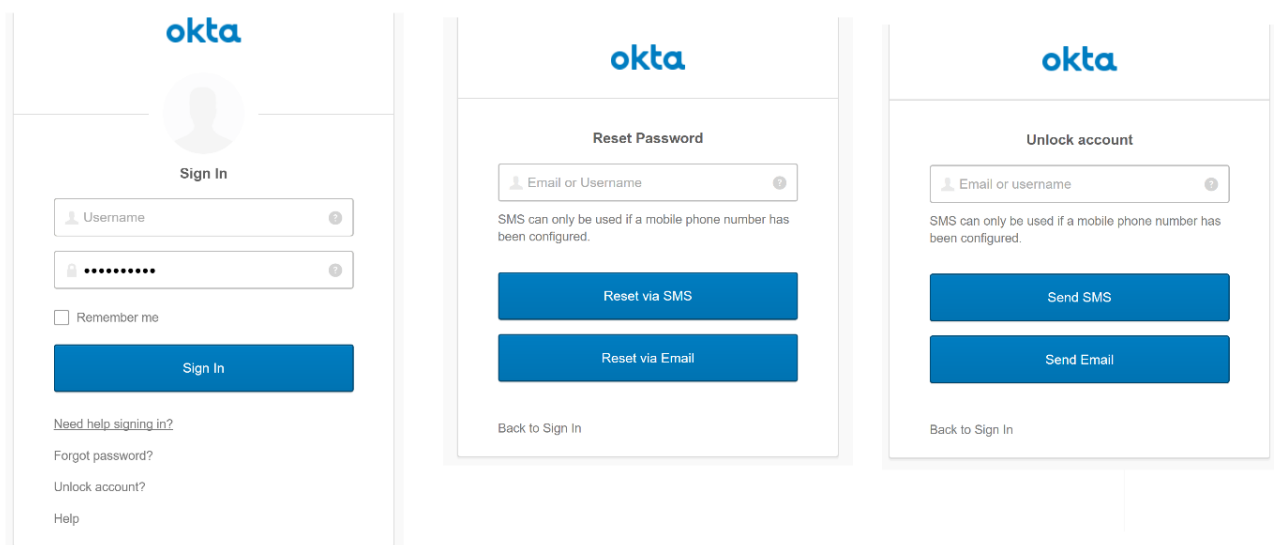 okta
Sign In
Username
Remember me
Sign In
Need help signing in?
Forgot password?
Unlock account?
Help
okta
Reset Password
Email or Username
SMS can only be used if a mobile phone number has
been configured.
Reset via SMS
Reset via Email
Back to Sign In
okta
Unlock account
Email or username
SMS can only be used if a mobile phone number has
been configured.
Send SMS
Send Email
Back to Sign In